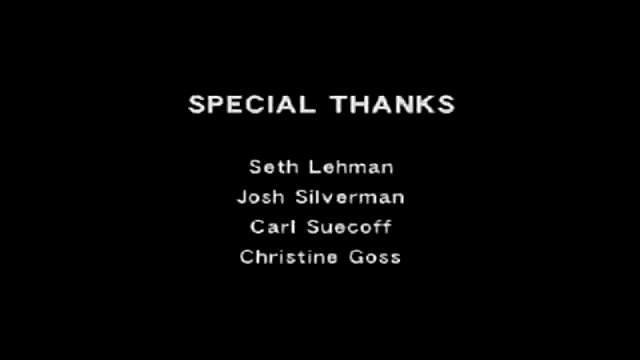 SPECIAL THANKS
Seth Lehman
Josh Silverman
Carl Suecoff
Christine Goss